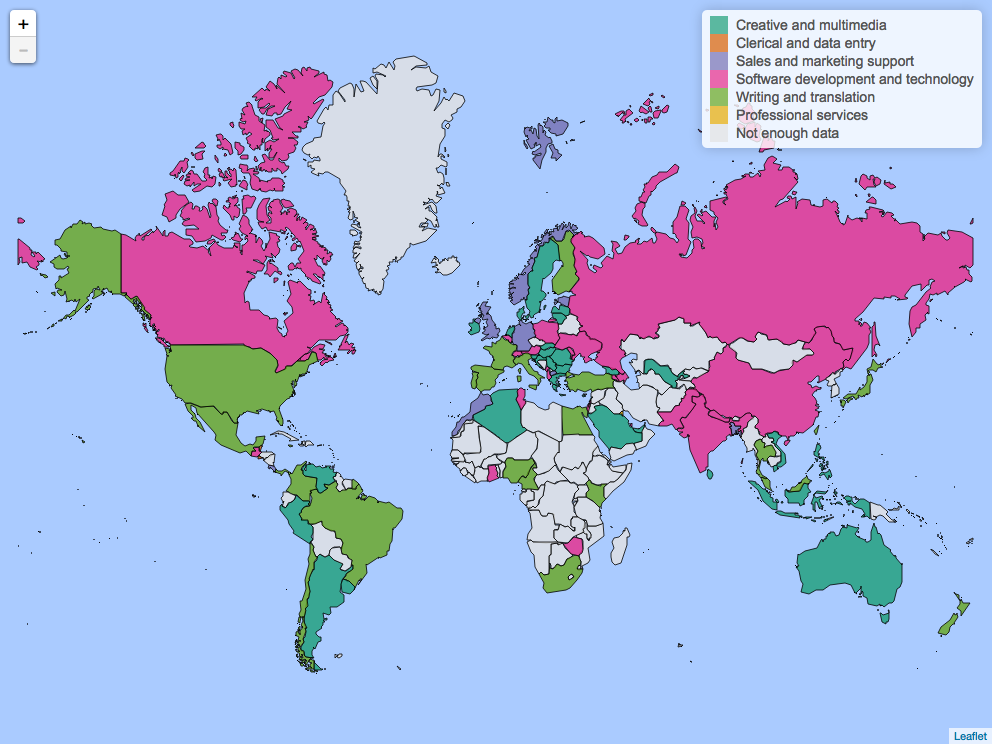 +
−
Creative and multimedia
Clerical and data entry
Sales and marketing support
Software development and technology
Writing and translation
Professional services
Not enough data
Leaflet